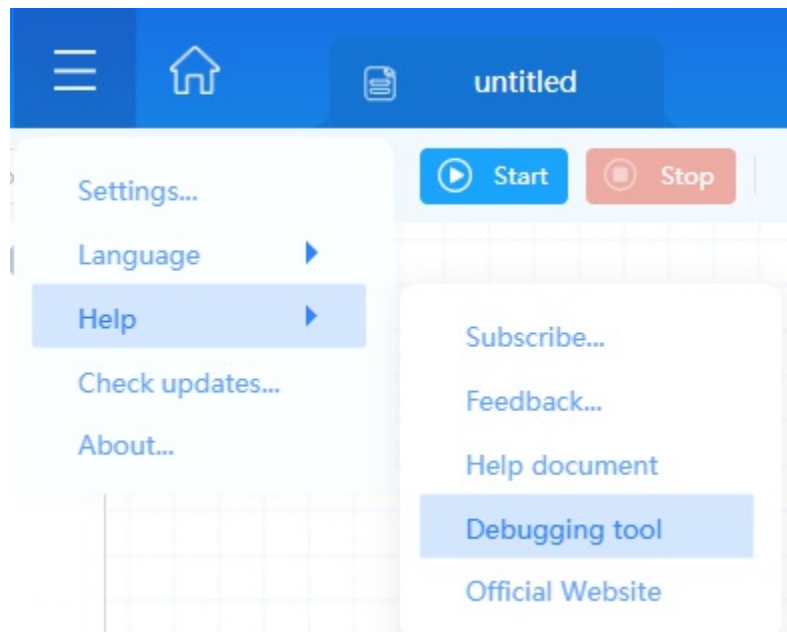 untitled
Start
Stop
Settings...
Language
Help
Check updates...
About...
Subscribe...
Feedback...
Help document
Debugging tool
Official Website